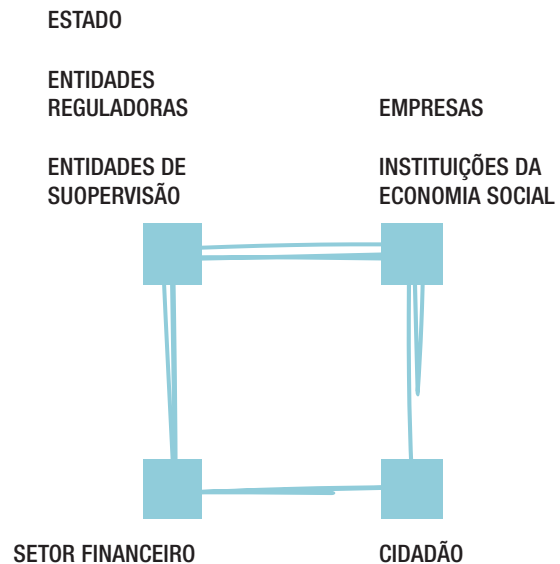 ESTADO
ENTIDADES
REGULADORAS
ENTIDADES DE
SUOPERVISÃO
EMPRESAS
INSTITUIÇÕES DA
ECONOMIA SOCIAL
SETOR FINANCEIRO
CIDADÃO